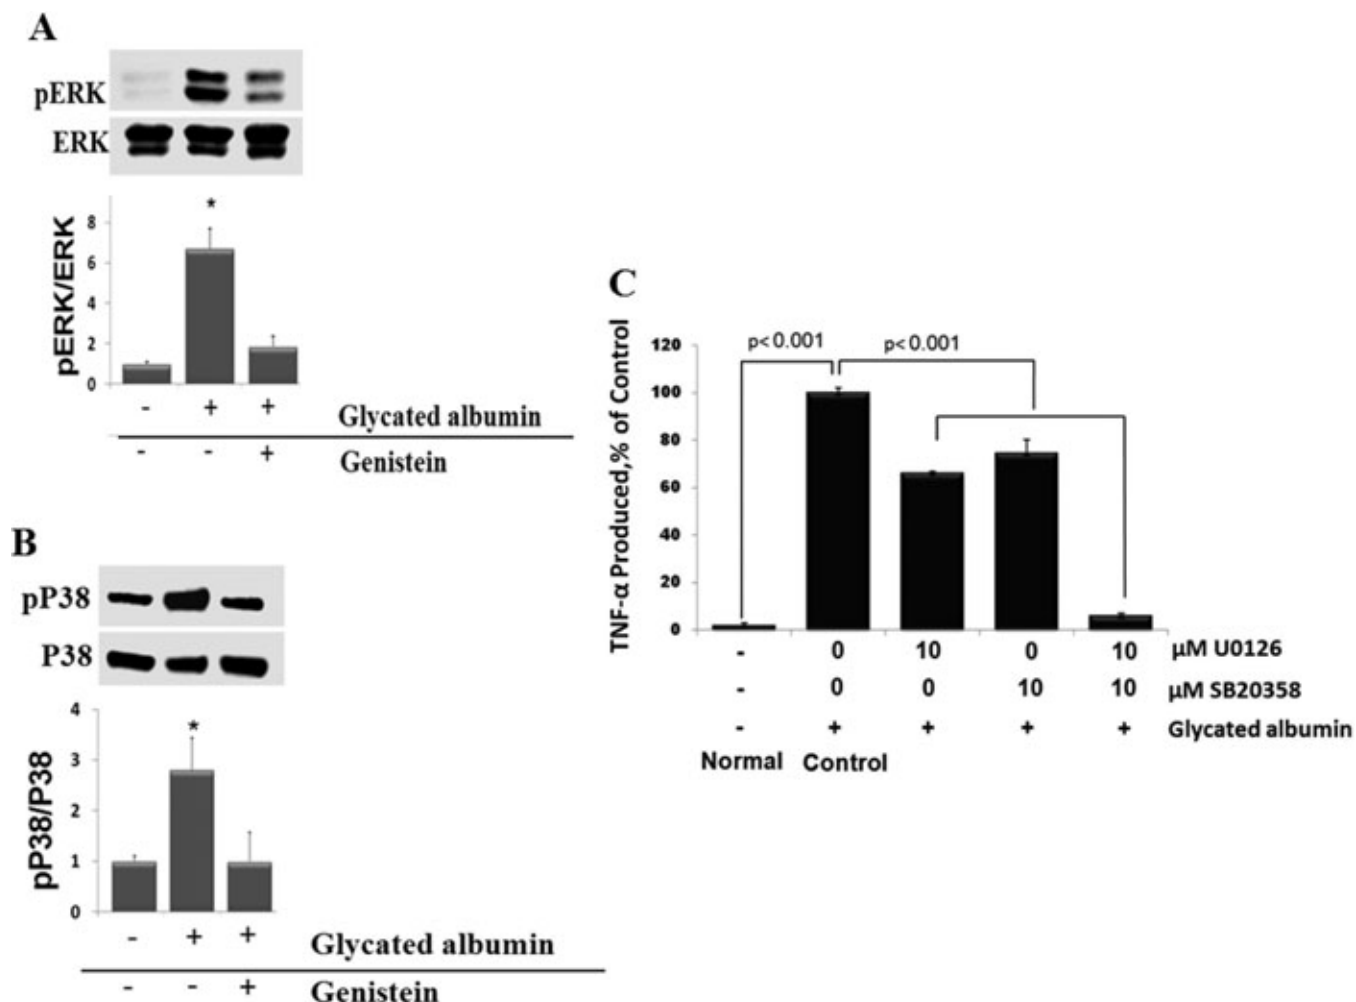 A
pERK
ERK
*
pERK/ERK
8
6
4
2
0
- + + Glycated albumin
- - + Genistein
B
pP38
P38
*
pP38/P38
4
3
2
1
0
- + + Glycated albumin
- - + Genistein
C
TNF-α Produced,% of Control
p< 0.001 p< 0.001
120
100
80
60
40
20
0
- 0 10 0 10 μM U0126
- 0 0 10 10 μM SB20358
- + + + + Glycated albumin
Normal Control